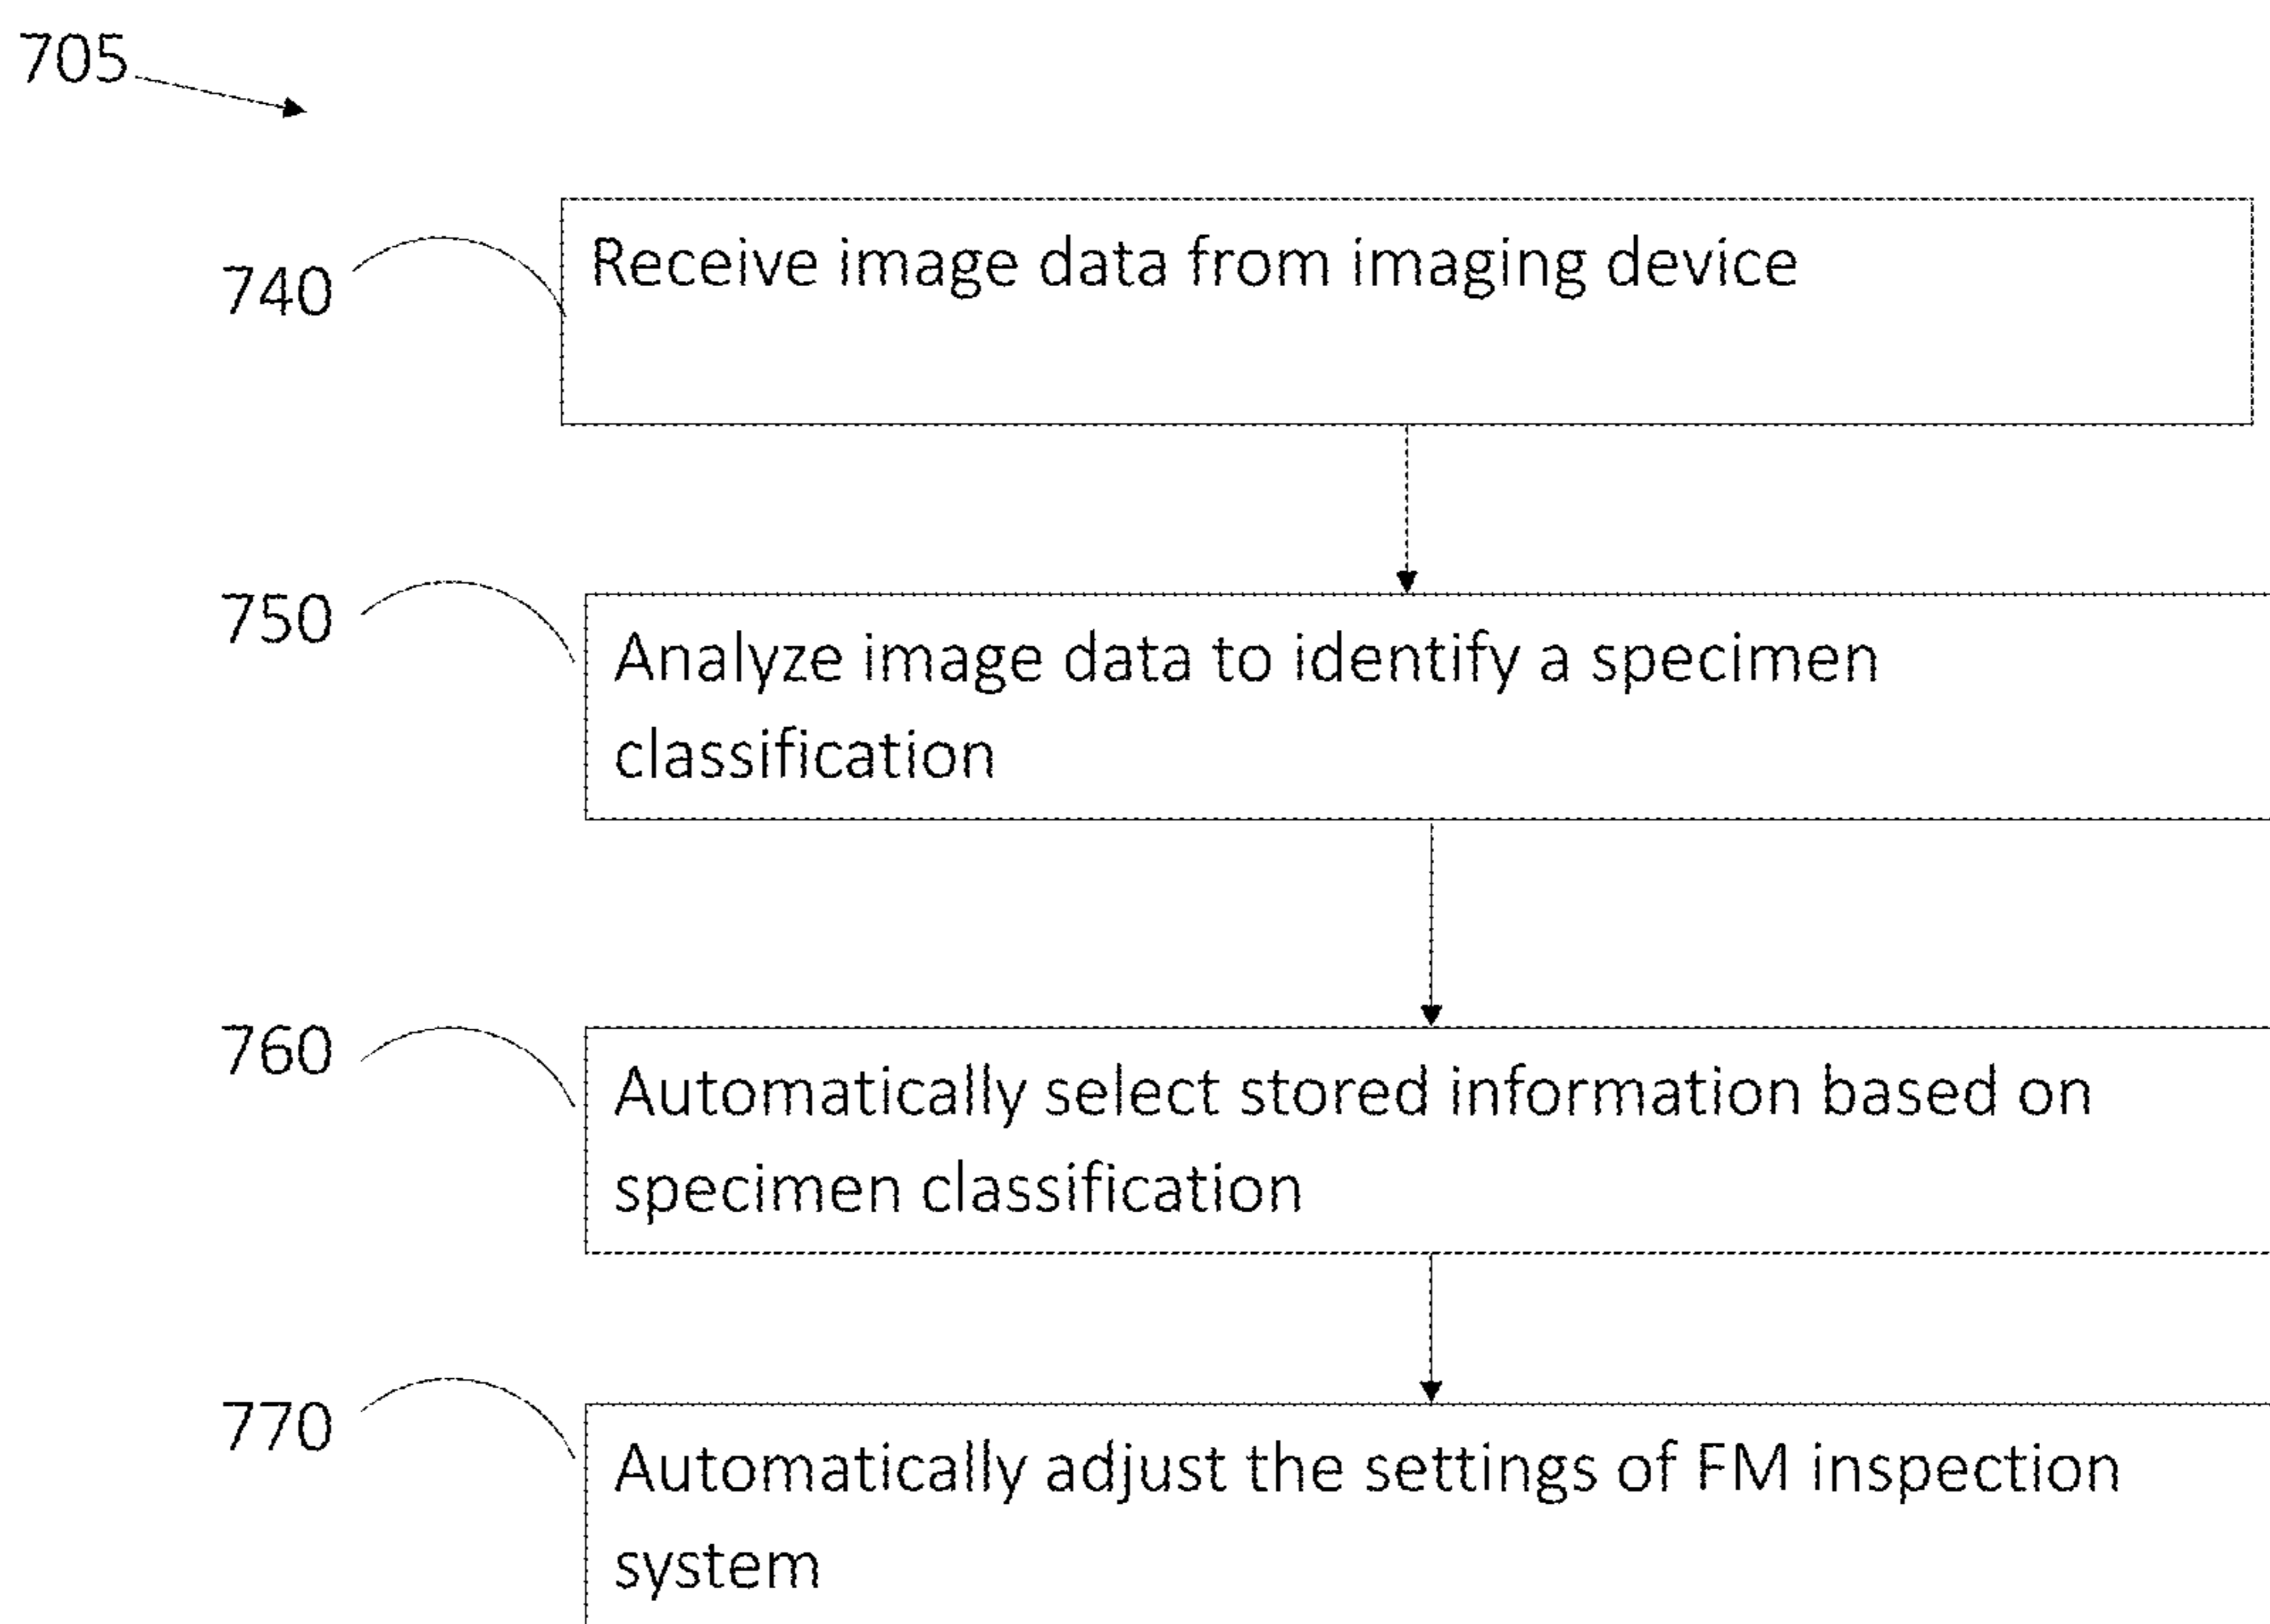 705
740
Receive image data from imaging device
750
Analyze image data to identify a specimen
classification
760
Automatically select stored information based on
specimen classification
770
Automatically adjust the settings of FM inspection
system